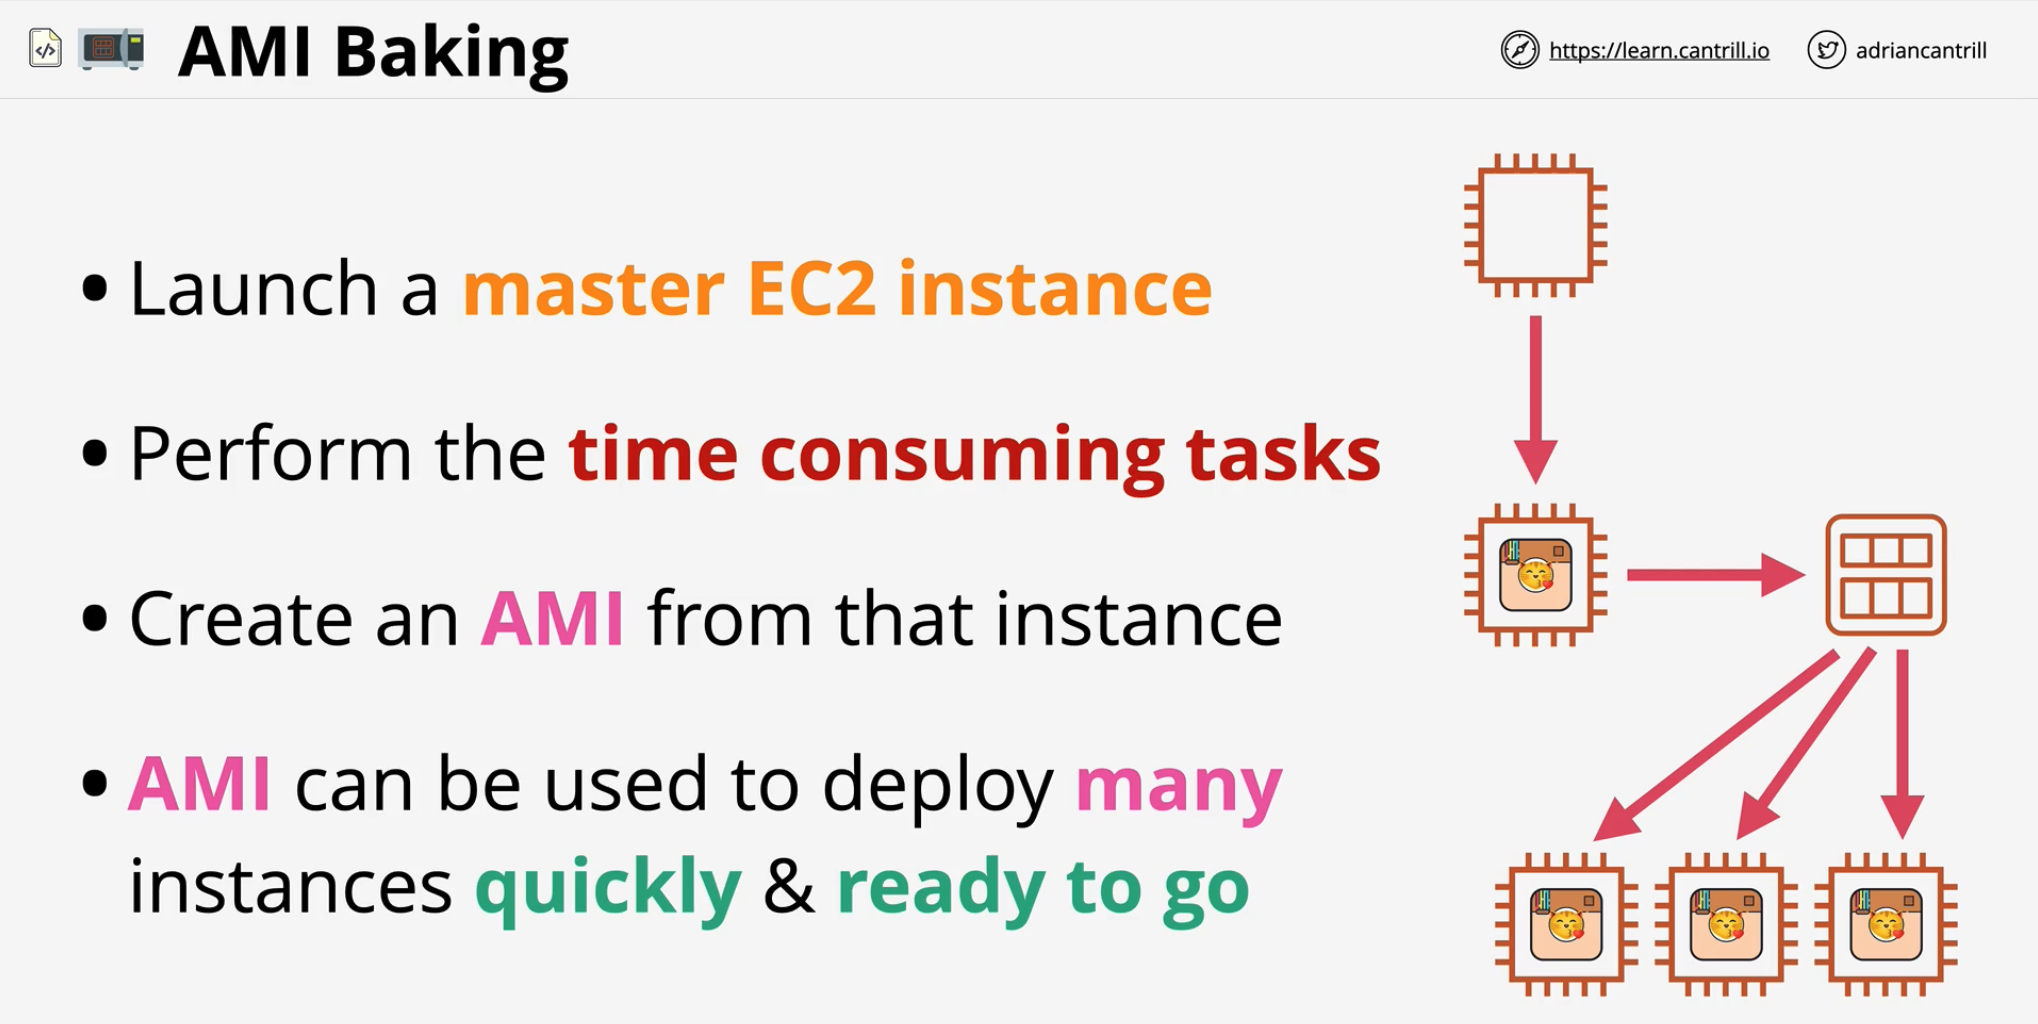 AMI Baking
https://learn.cantrill.io
adriancantrill
• Launch a master EC2 instance
• Perform the time consuming tasks
• Create an AMI from that instance
• AMI can be used to deploy many
instances quickly & ready to go